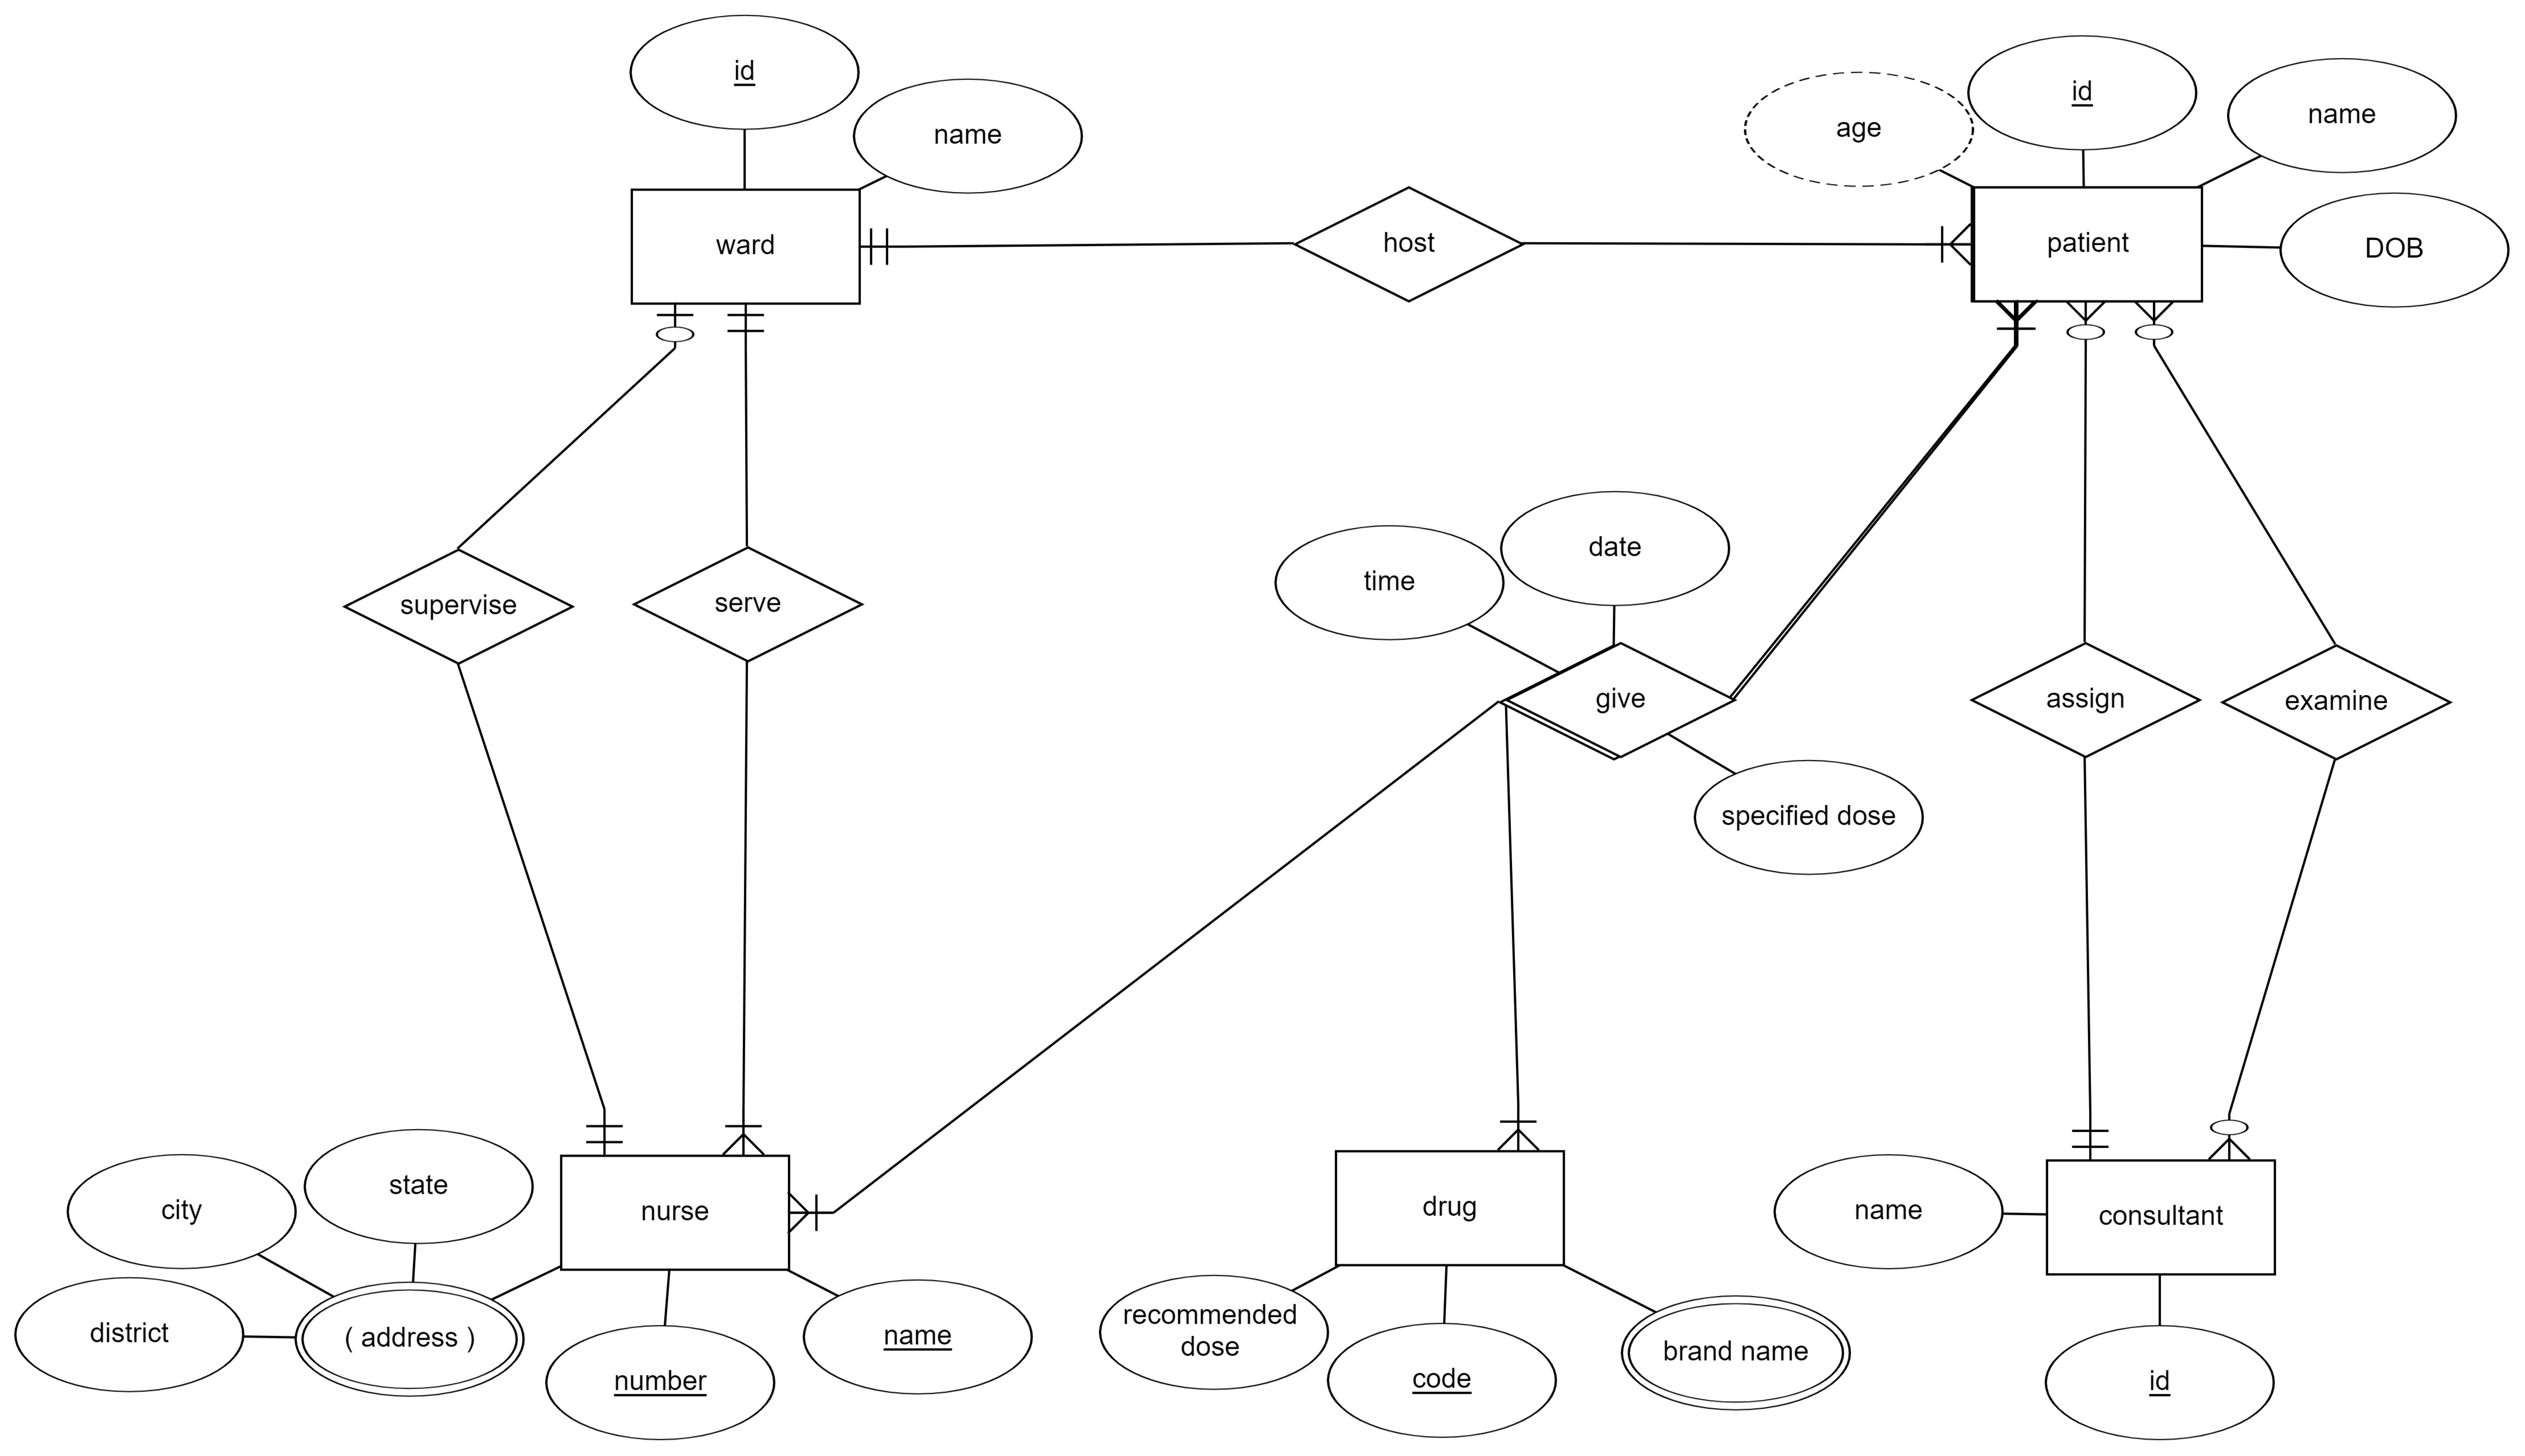 id
name
age
id
name
ward
host
patient
DOB
supervise
serve
time
date
give
assign
examine
specified dose
city
state
nurse
drug
name
consultant
district
( address )
number
name
recommended
dose
code
brand name
id